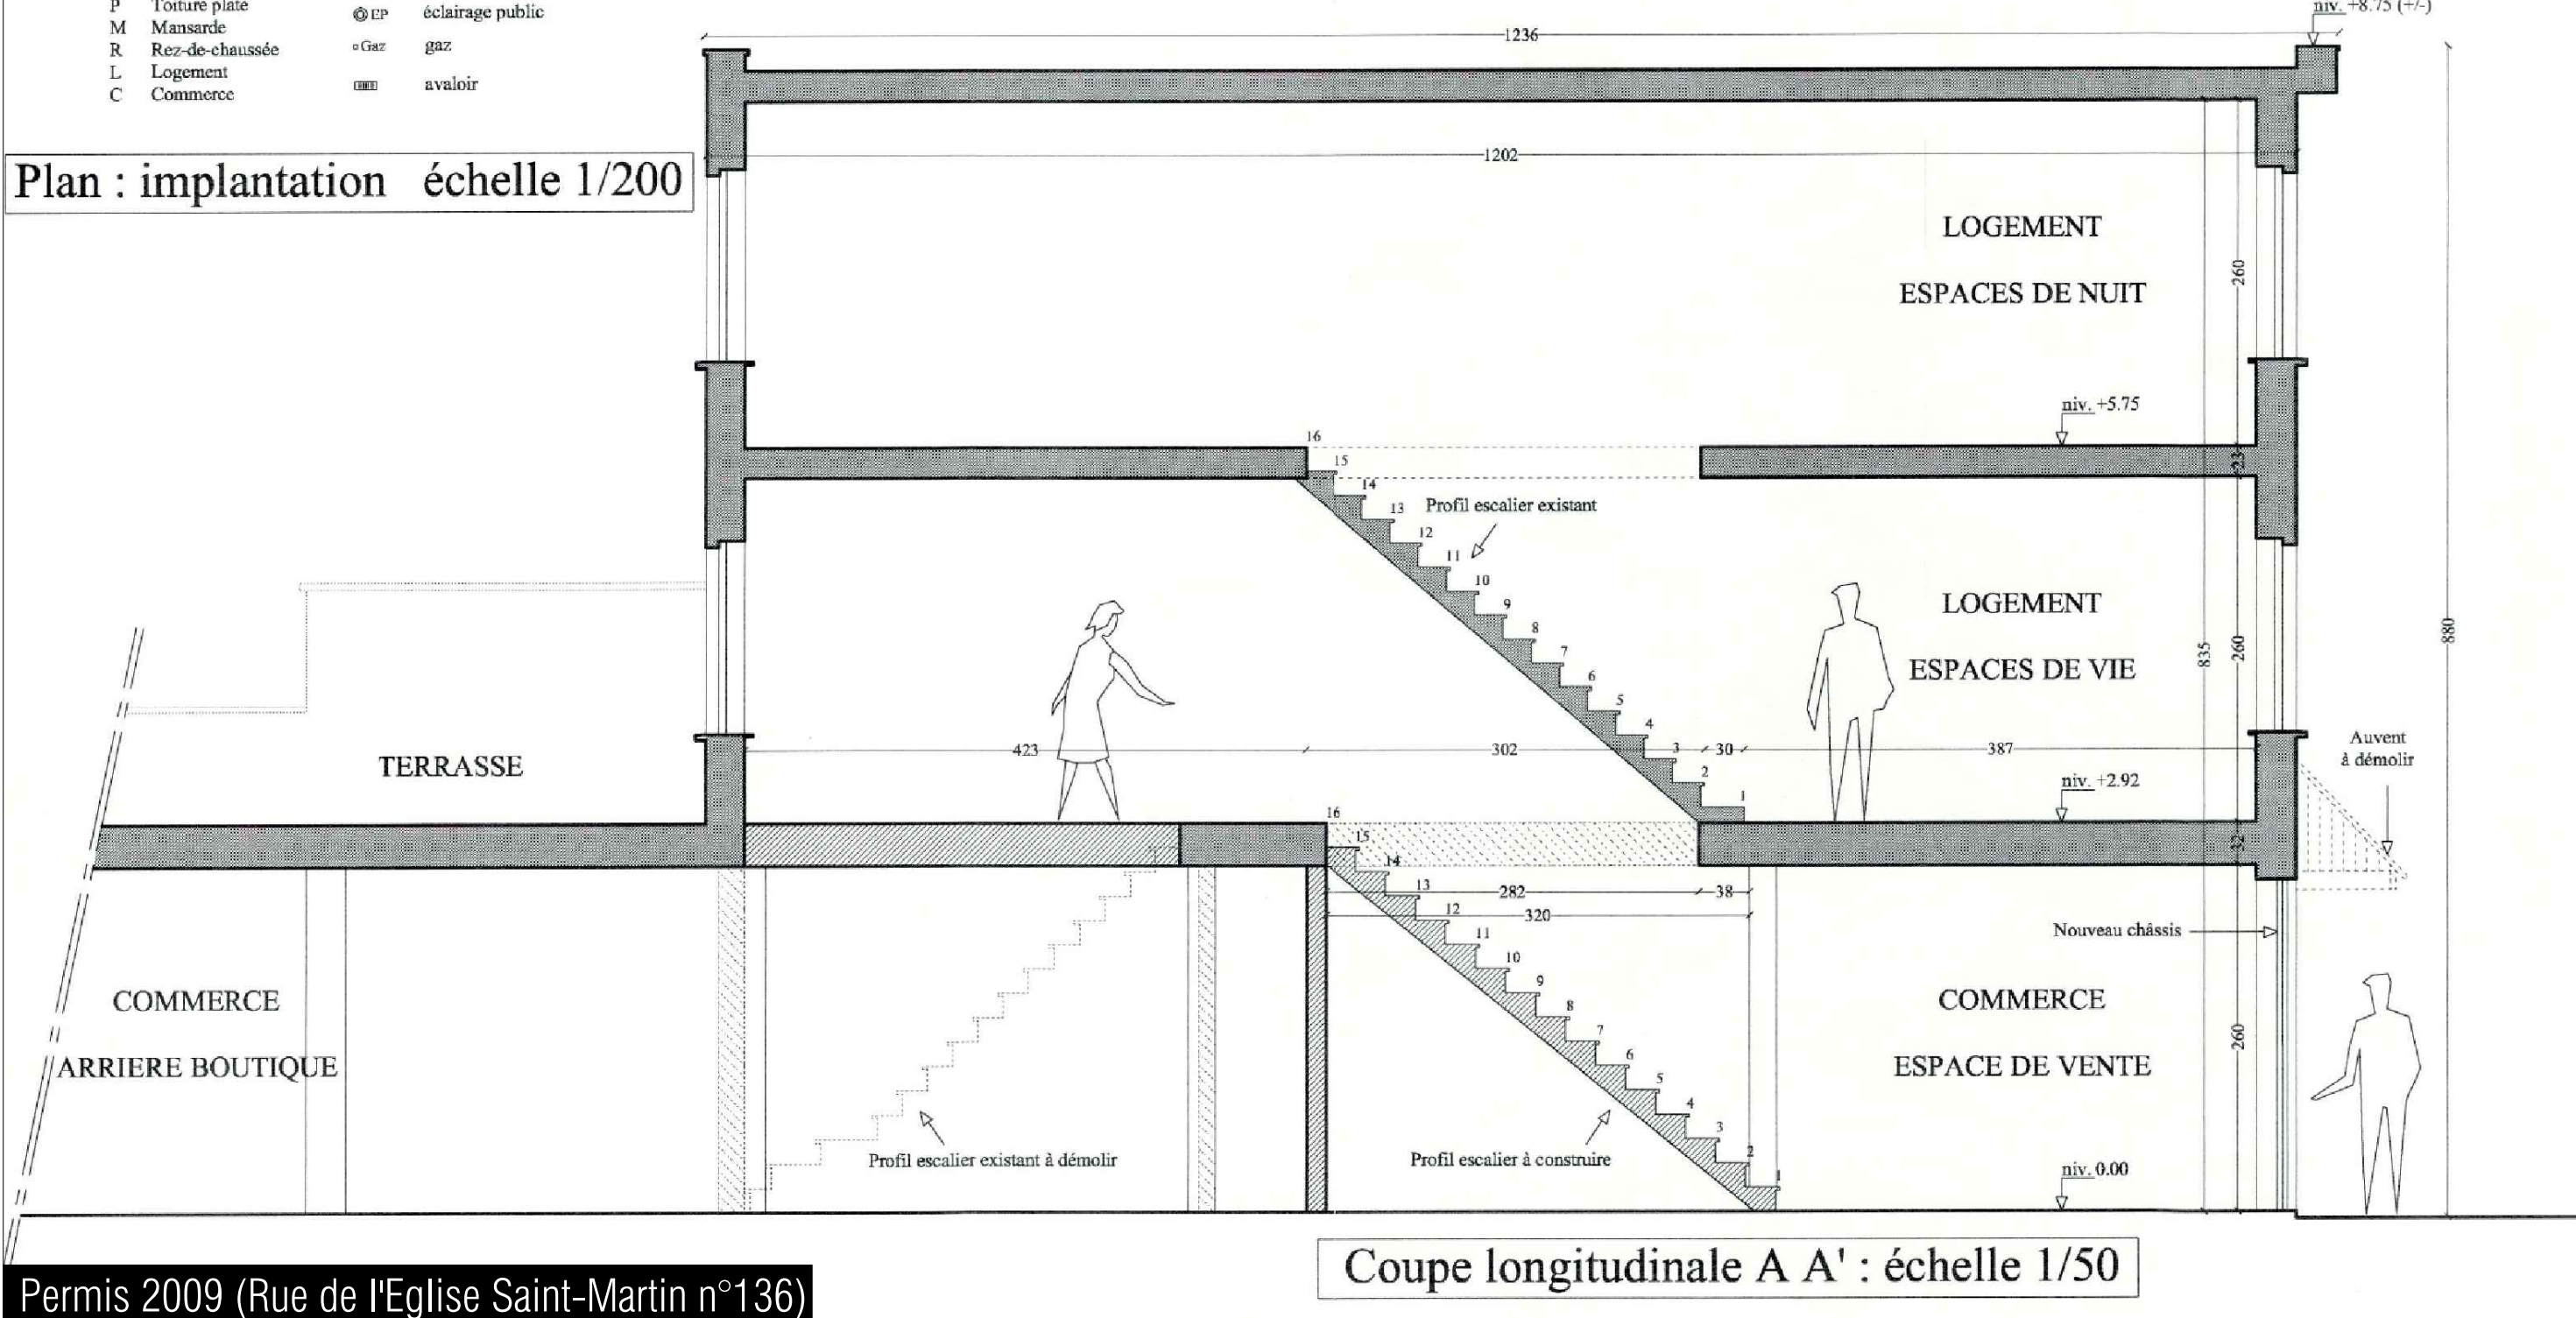 P Toiture plate
M Mansarde
R Rez-de-chaussée
L Logement
C Commerce
EP éclairage public
Gaz gaz
avaloir
Plan : implantation échelle 1/200
niv. +8.75 (+/-)
1236
1202
LOGEMENT
ESPACES DE NUIT
260
niv. +5.75
23
16
15
14
13
12
11
10
9
8
7
6
5
4
3
2
1
Profil escalier existant
LOGEMENT
ESPACES DE VIE
835
260
880
TERRASSE
423
302
30
387
niv. +2.92
32
Auvent
à démolir
16
15
14
13
12
11
10
9
8
7
6
5
4
3
2
1
282
38
320
Nouveau châssis
COMMERCE
ARRIERE BOUTIQUE
COMMERCE
ESPACE DE VENTE
260
Profil escalier existant à démolir
Profil escalier à construire
niv. 0.00
Coupe longitudinale A A' : échelle 1/50
Permis 2009 (Rue de l'Eglise Saint-Martin n°136)